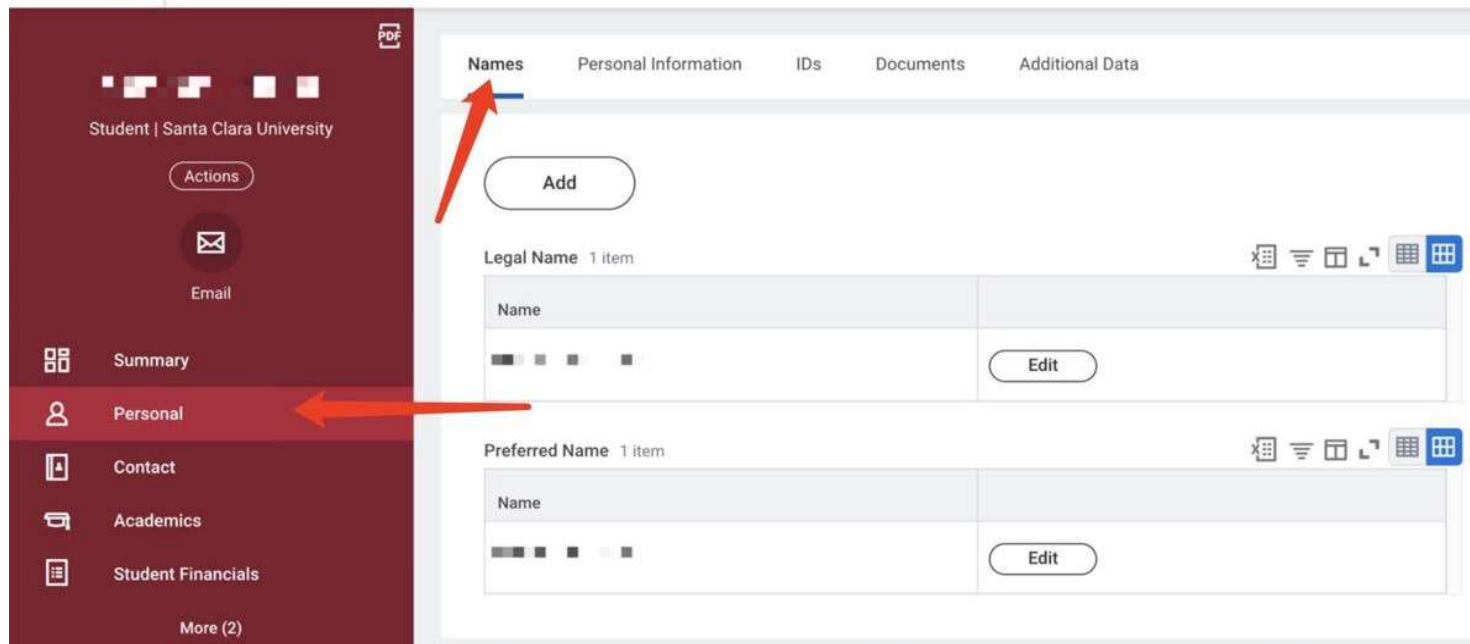 PDF
Student | Santa Clara University
Actions
Email
Summary
Personal
Contact
Academics
Student Financials
More (2)
Names Personal Information IDs Documents Additional Data
Add
Legal Name 1 item
Name
Edit
Preferred Name 1 item
Name
Edit